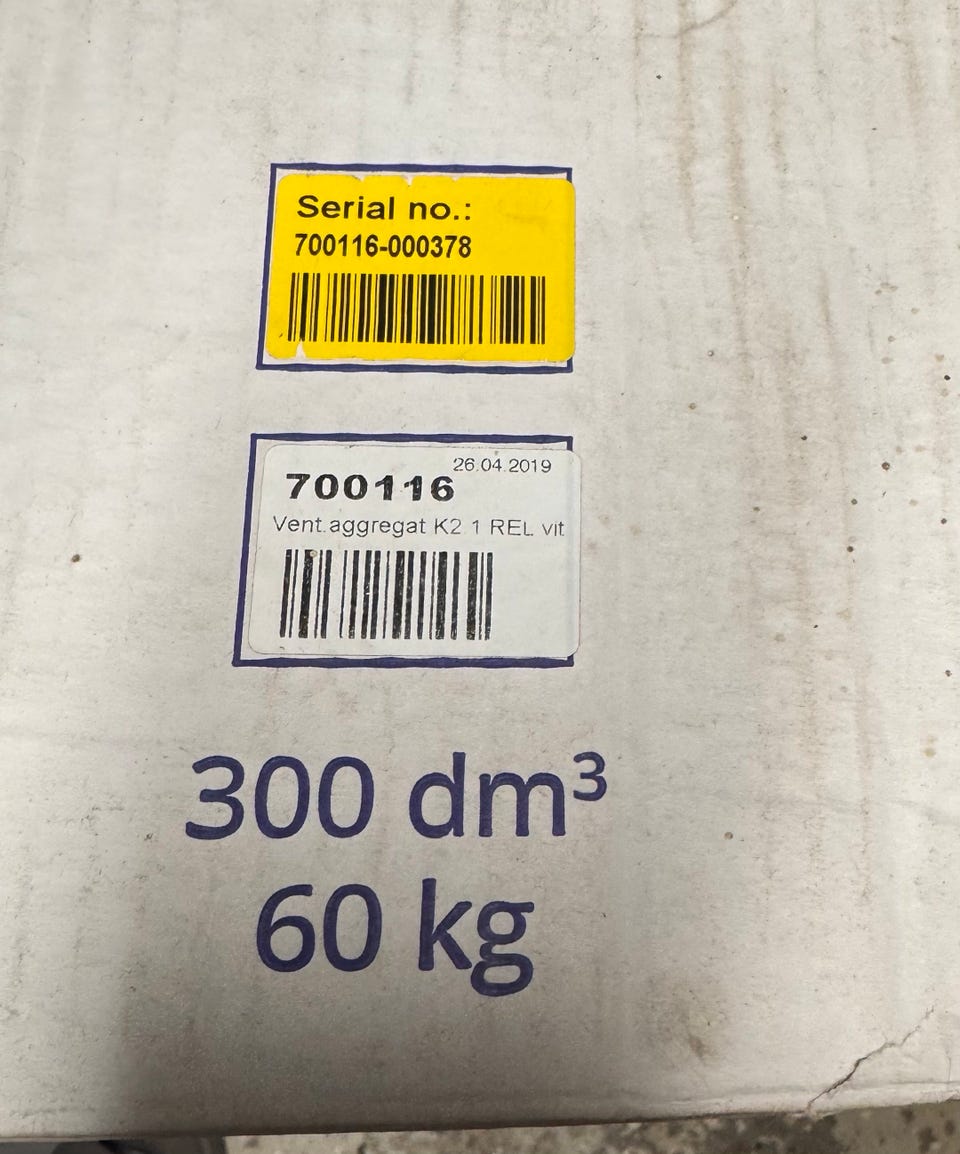 Serial no.:
700116-000378
26.04.2019
700116
Vent.aggregat K2.1 REL vit
300 dm³
60 kg